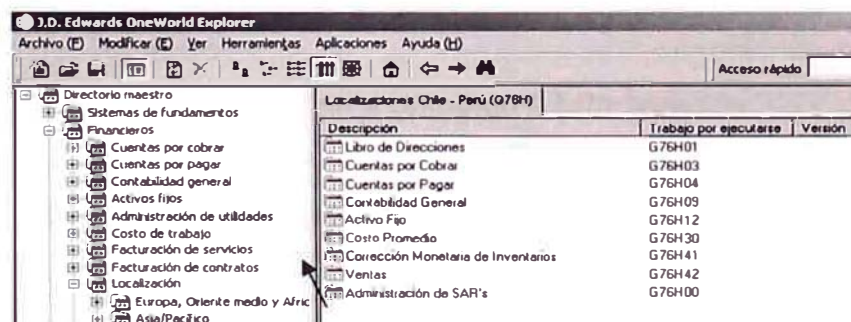 J.D. Edwards OneWorld Explorer
Archivo (F) Modificar (E) Ver Herramientas Aplicaciones Ayuda (H)
Acceso rápido
Directorio maestro
Sistemas de fundamentos
Financieros
Cuentas por cobrar
Cuentas por pagar
Contabilidad general
Activos fijos
Administración de utilidades
Costo de trabajo
Facturación de servicios
Facturación de contratos
Localización
Europa, Oriente medio y Afric
Asia/Pacífico
Localizaciones Chile - Perú (G76H)
Descripción Trabajo por ejecutarse Versión
Libro de Direcciones G76H01
Cuentas por Cobrar G76H03
Cuentas por Pagar G76H04
Contabilidad General G76H09
Activo Fijo G76H12
Costo Promedio G76H30
Corrección Monetaria de Inventarios G76H41
Ventas G76H42
Administración de SAR's G76H00